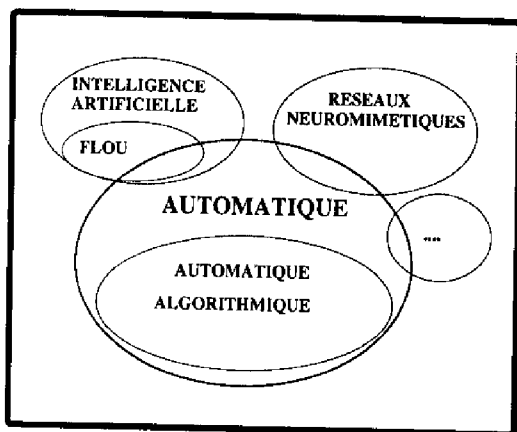 INTELLIGENCE
ARTIFICIELLE
FLOU
RESEAUX
NEUROMIMETIQUES
AUTOMATIQUE
....
AUTOMATIQUE
ALGORITHMIQUE